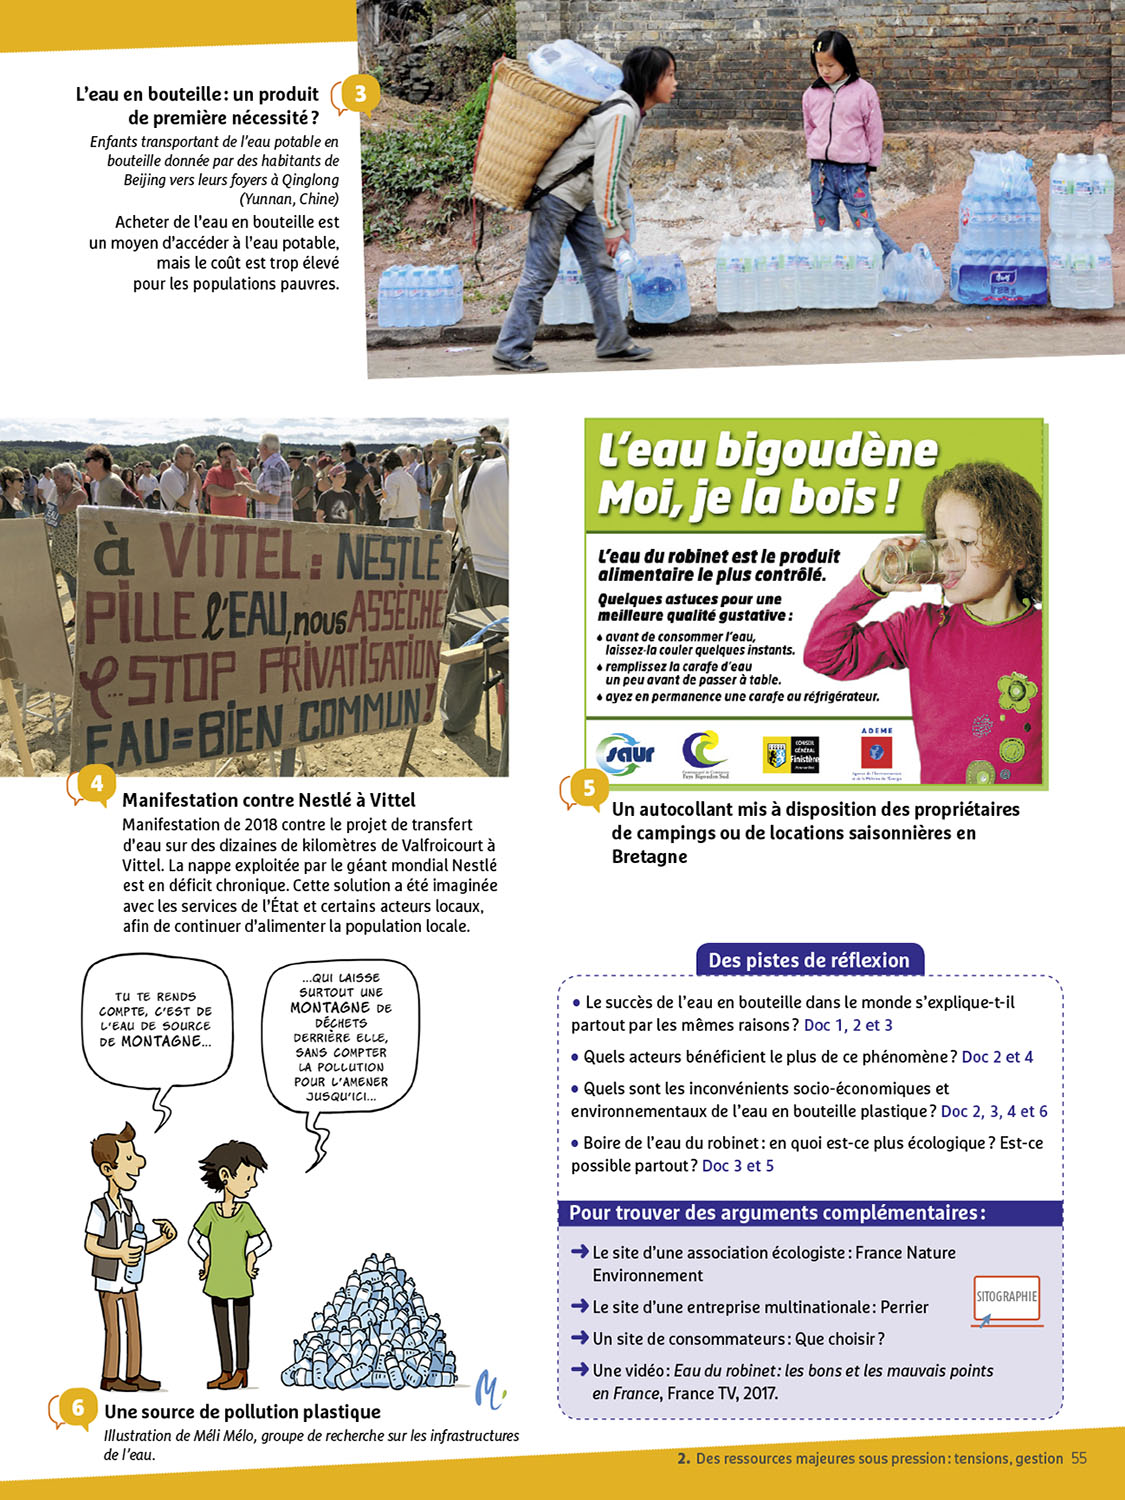 3
L'eau en bouteille : un produit
de première nécessité ?
Enfants transportant de l'eau potable en
bouteille donnée par des habitants de
Beijing vers leurs foyers à Qinglong
(Yunnan, Chine)
Acheter de l'eau en bouteille est
un moyen d'accéder à l'eau potable,
mais le coût est trop élevé
pour les populations pauvres.
à VITTEL : NESTLÉ
PILLE l'EAU, nous ASSÈCHE
... STOP PRIVATISATION
EAU = BIEN COMMUN !
4
Manifestation contre Nestlé à Vittel
Manifestation de 2018 contre le projet de transfert
d'eau sur des dizaines de kilomètres de Valfroicourt à
Vittel. La nappe exploitée par le géant mondial Nestlé
est en déficit chronique. Cette solution a été imaginée
avec les services de l'État et certains acteurs locaux,
afin de continuer d'alimenter la population locale.
L'eau bigoudène
Moi, je la bois !
L'eau du robinet est le produit
alimentaire le plus contrôlé.
Quelques astuces pour une
meilleure qualité gustative :
avant de consommer l'eau,
laissez-la couler quelques instants.
remplissez la carafe d'eau
un peu avant de passer à table.
ayez en permanence une carafe au réfrigérateur.
saur
Pays Bigouden Sud
CONSEIL
GÉNÉRAL
Finistère
ADEME
5
Un autocollant mis à disposition des propriétaires
de campings ou de locations saisonnières en
Bretagne
TU TE RENDS
COMPTE, C'EST DE
L'EAU DE SOURCE
DE MONTAGNE...
...QUI LAISSE
SURTOUT UNE
MONTAGNE DE
DÉCHETS
DERRIÈRE ELLE,
SANS COMPTER
LA POLLUTION
POUR L'AMENER
JUSQU'ICI...
M.
6
Une source de pollution plastique
Illustration de Méli Mélo, groupe de recherche sur les infrastructures
de l'eau.
Des pistes de réflexion
• Le succès de l'eau en bouteille dans le monde s'explique-t-il
partout par les mêmes raisons ? Doc 1, 2 et 3
• Quels acteurs bénéficient le plus de ce phénomène ? Doc 2 et 4
• Quels sont les inconvénients socio-économiques et
environnementaux de l'eau en bouteille plastique ? Doc 2, 3, 4 et 6
• Boire de l'eau du robinet : en quoi est-ce plus écologique ? Est-ce
possible partout ? Doc 3 et 5
Pour trouver des arguments complémentaires :
➜ Le site d'une association écologiste : France Nature
Environnement
➜ Le site d'une entreprise multinationale : Perrier
➜ Un site de consommateurs : Que choisir ?
➜ Une vidéo : Eau du robinet : les bons et les mauvais points
en France, France TV, 2017.
SITOGRAPHIE
2. Des ressources majeures sous pression : tensions, gestion 55